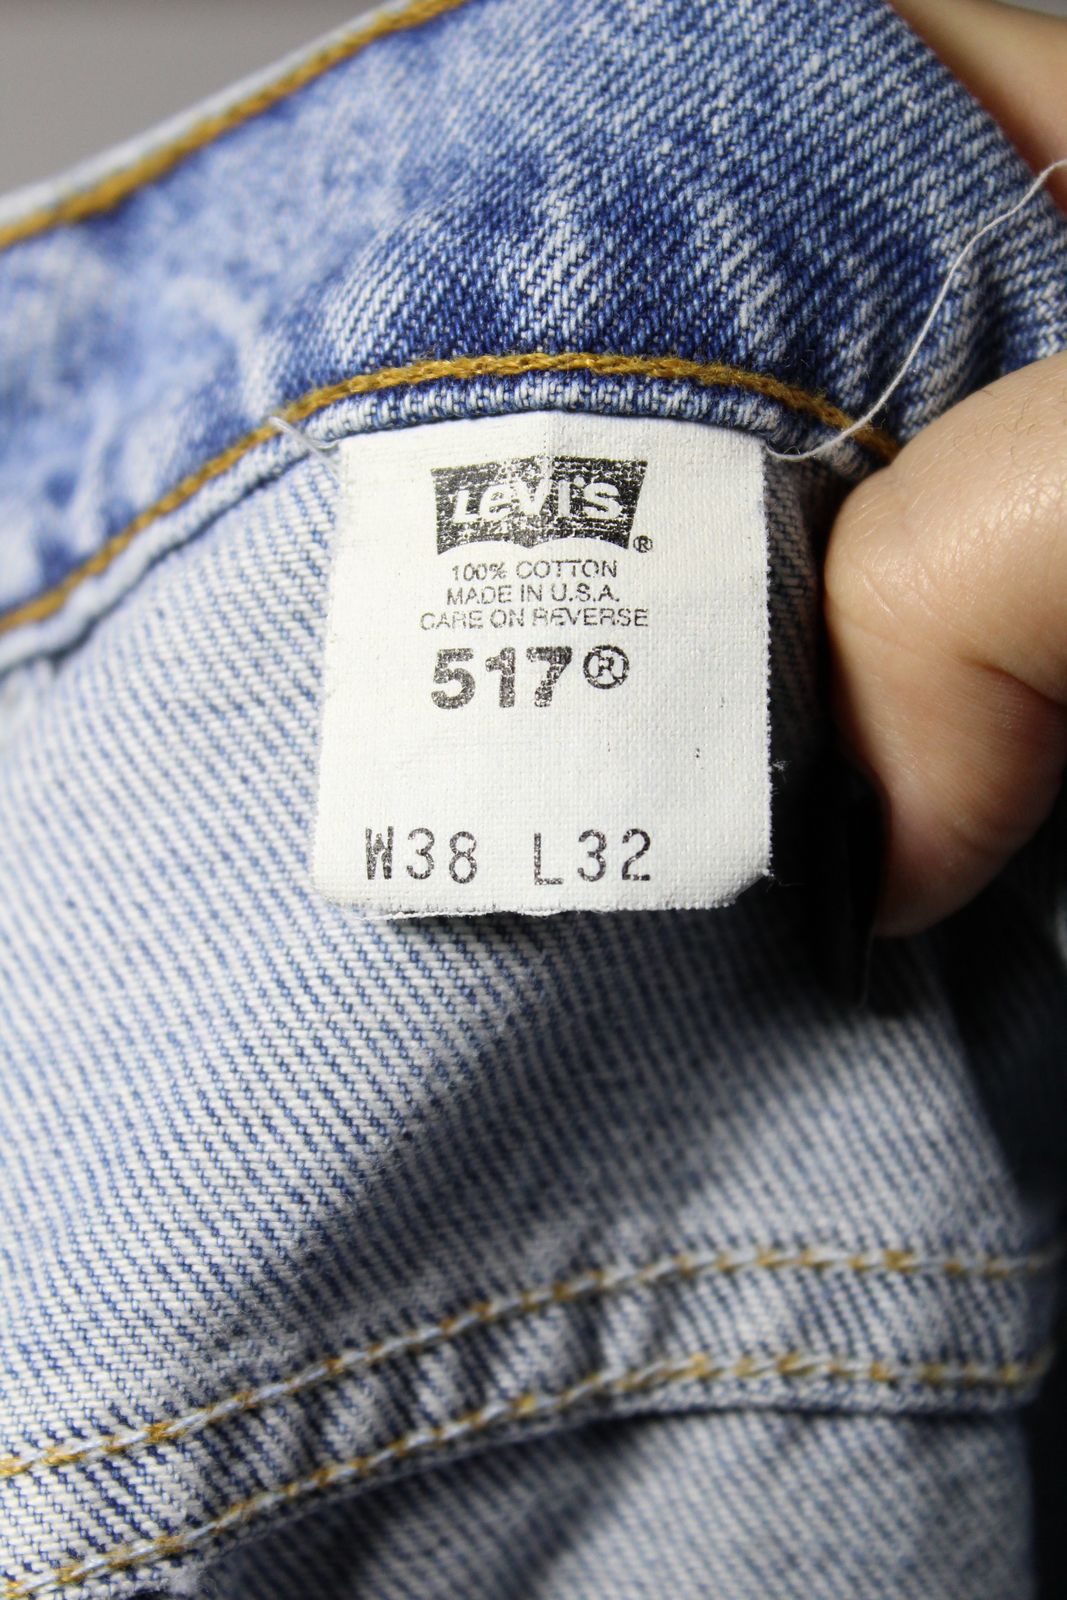 Levi's ®
100% COTTON
MADE IN U.S.A.
CARE ON REVERSE
517®
W38 L32